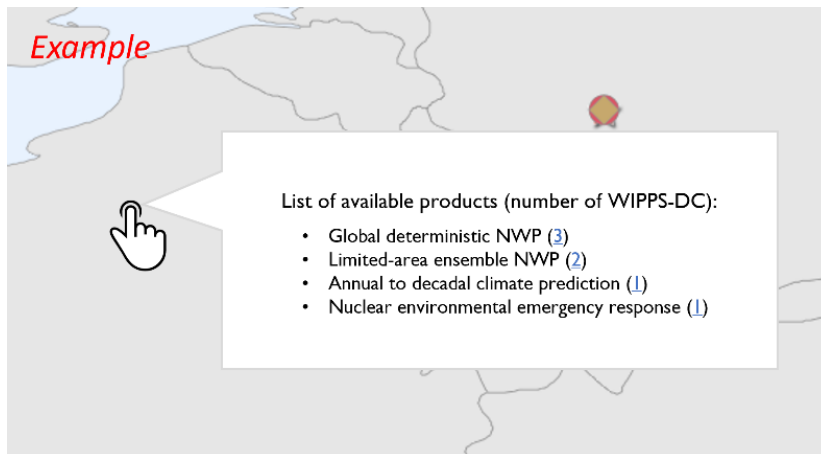 Example
List of available products (number of WIPPS-DC):
• Global deterministic NWP (3)
• Limited-area ensemble NWP (2)
• Annual to decadal climate prediction (1)
• Nuclear environmental emergency response (1)